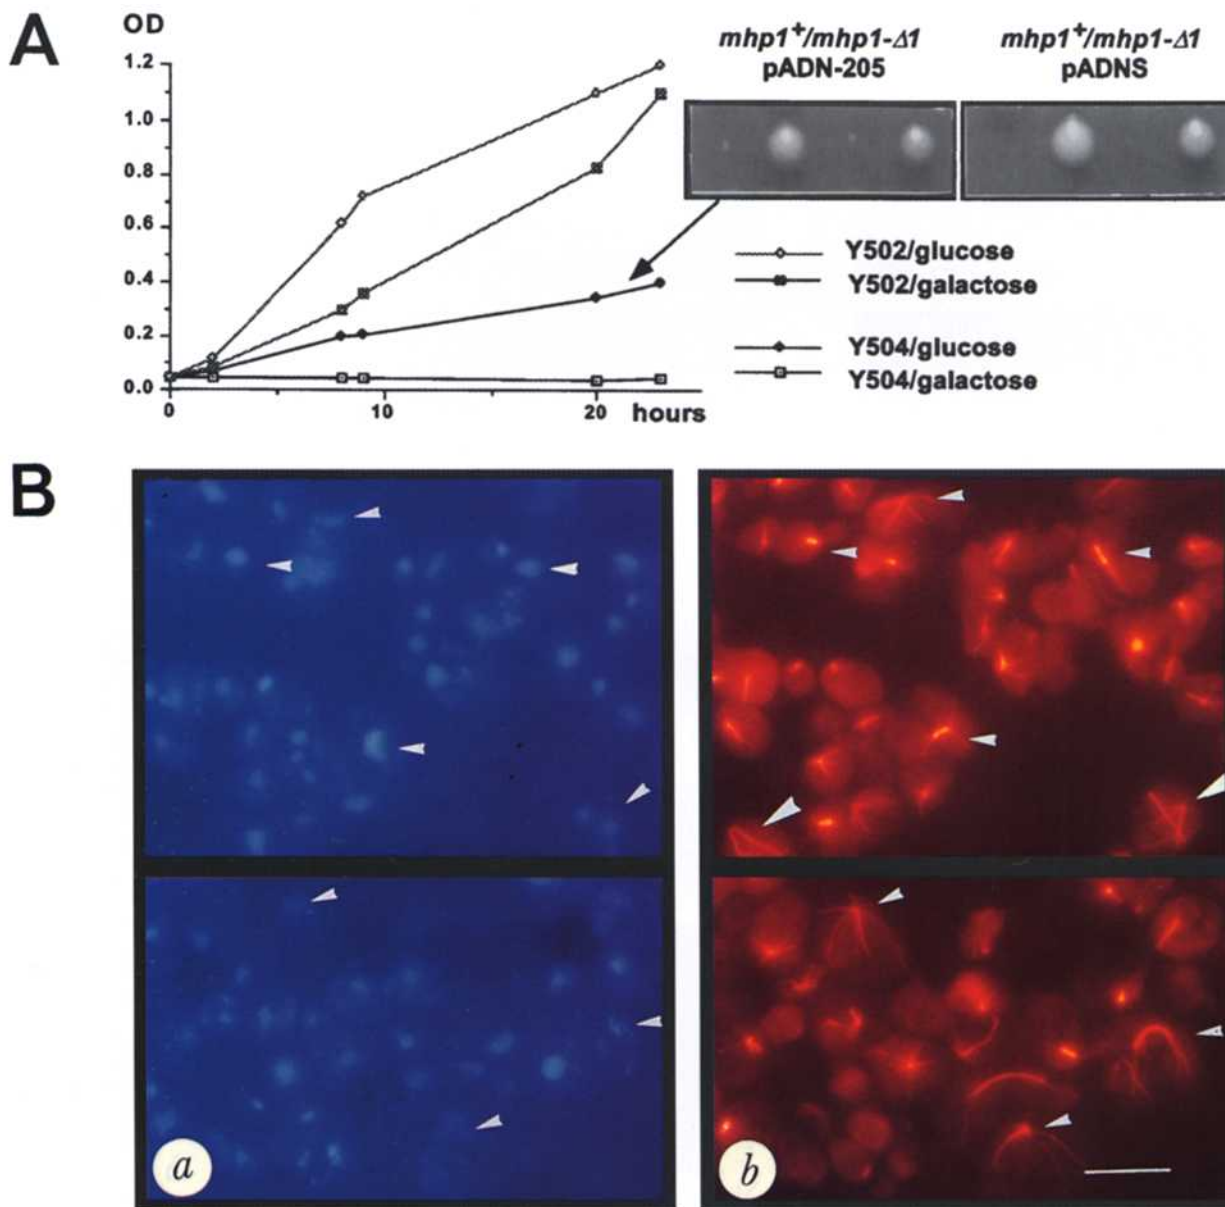 A
OD
mhp1+/mhp1-Δ1
pADN-205
mhp1+/mhp1-Δ1
pADNS
1.2
1.0
0.8
0.6
0.4
0.2
0.0
0
10
20
hours
Y502/glucose
Y502/galactose
Y504/glucose
Y504/galactose
B
a
b